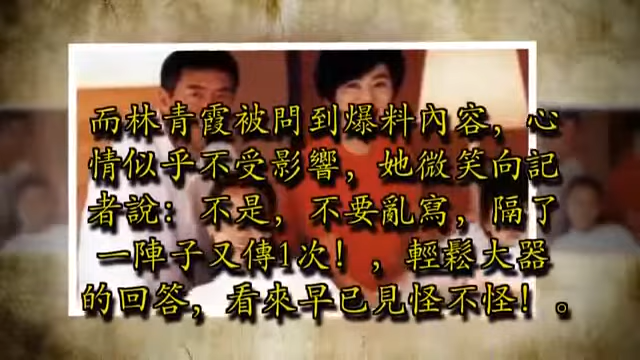 而林青霞被問到爆料內容，心
情似乎不受影響，她微笑向記
者說：不是，不要亂寫，隔了
一陣子又傳1次！，輕鬆大器
的回答，看來早已見怪不怪！。